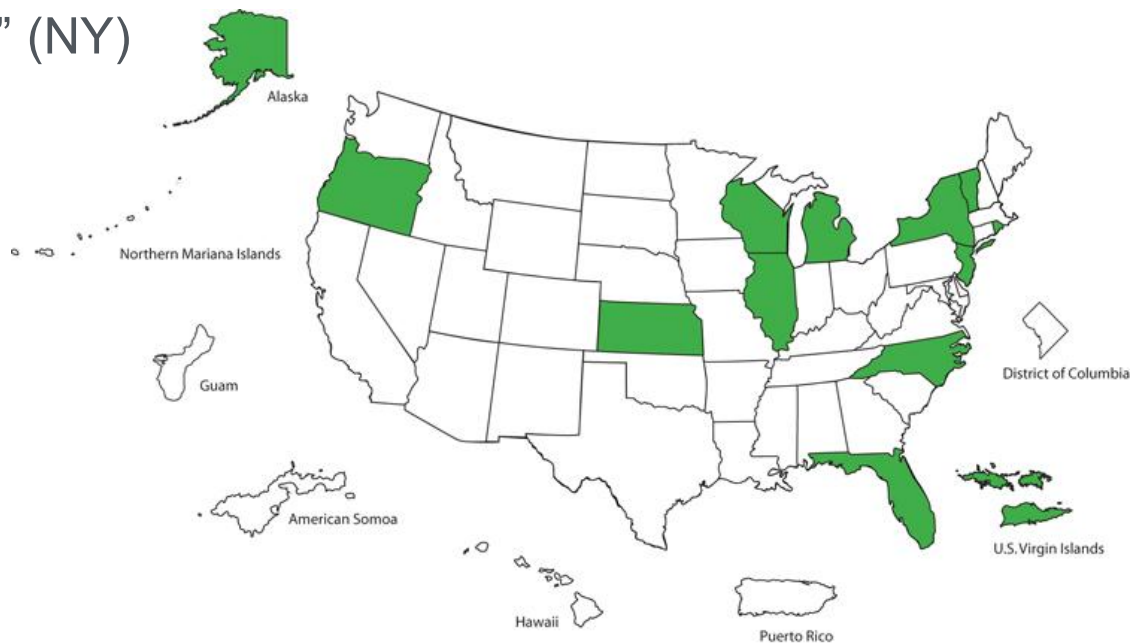 ” (NY)
Alaska
Northern Mariana Islands
Guam
District of Columbia
American Somoa
U.S. Virgin Islands
Hawaii
Puerto Rico